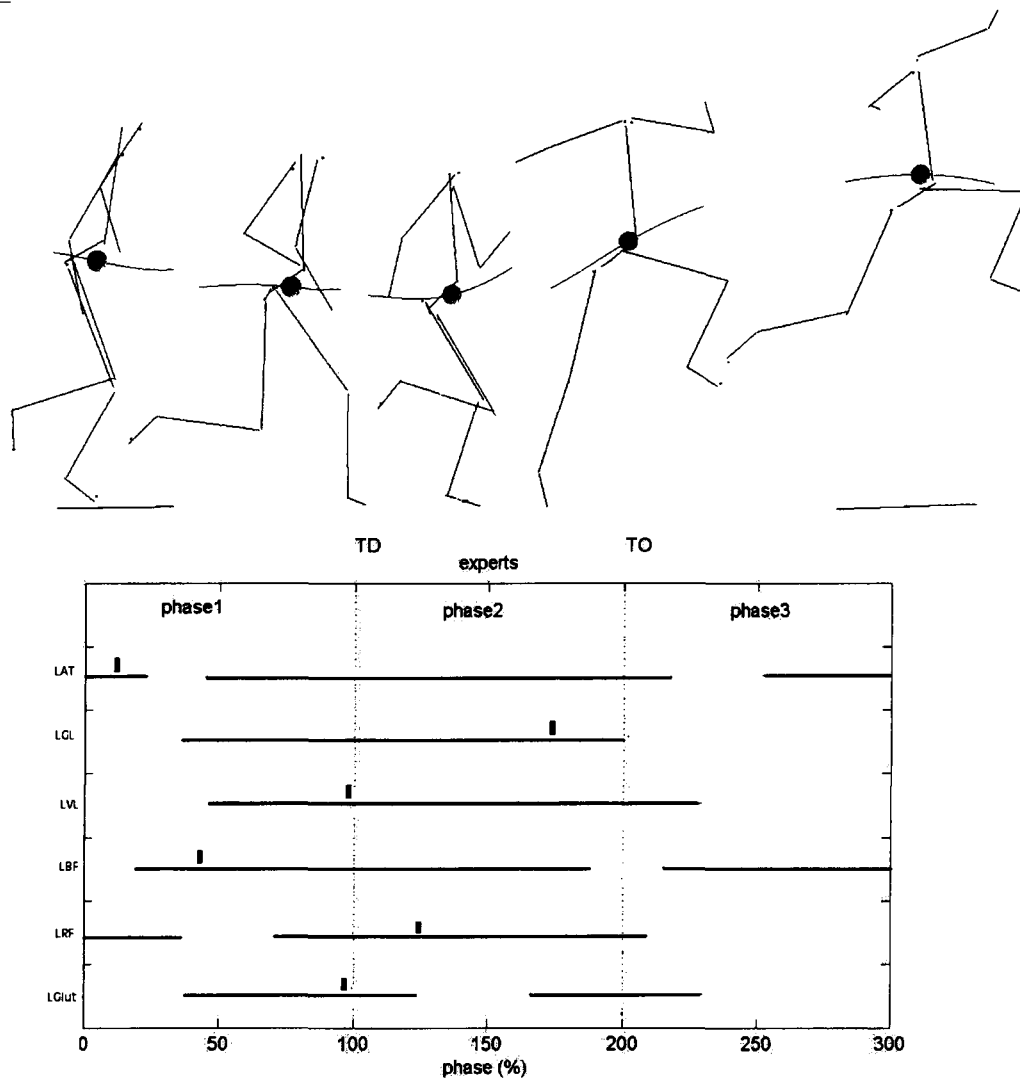 TD TO
experts
phase1 phase2 phase3
LAT
LGL
LVL
LBF
LRF
LGlut
0 50 100 150 200 250 300
phase (%)